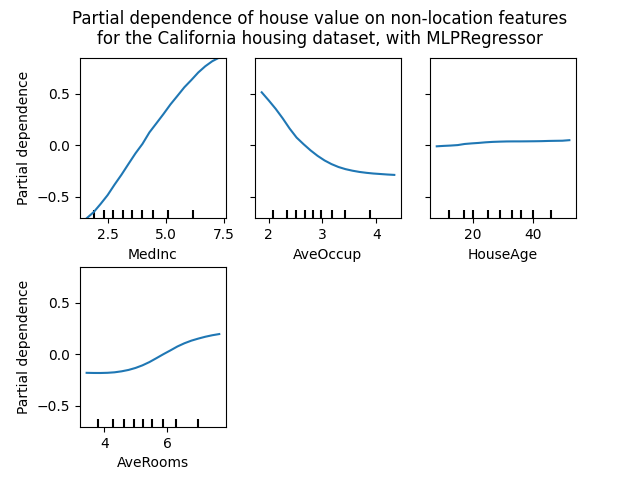 Partial dependence of house value on non-location features
for the California housing dataset, with MLPRegressor
Partial dependence
0.5
0.0
−0.5
2.5 5.0 7.5
MedInc
2 3 4
AveOccup
20 40
HouseAge
Partial dependence
0.5
0.0
−0.5
4 6
AveRooms